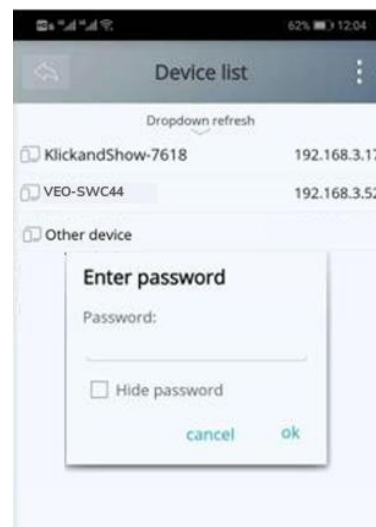 62% 12:04
Device list
Dropdown refresh
KlickandShow-7618 192.168.3.17
VEO-SWC44 192.168.3.52
Other device
Enter password
Password:
Hide password
cancel ok